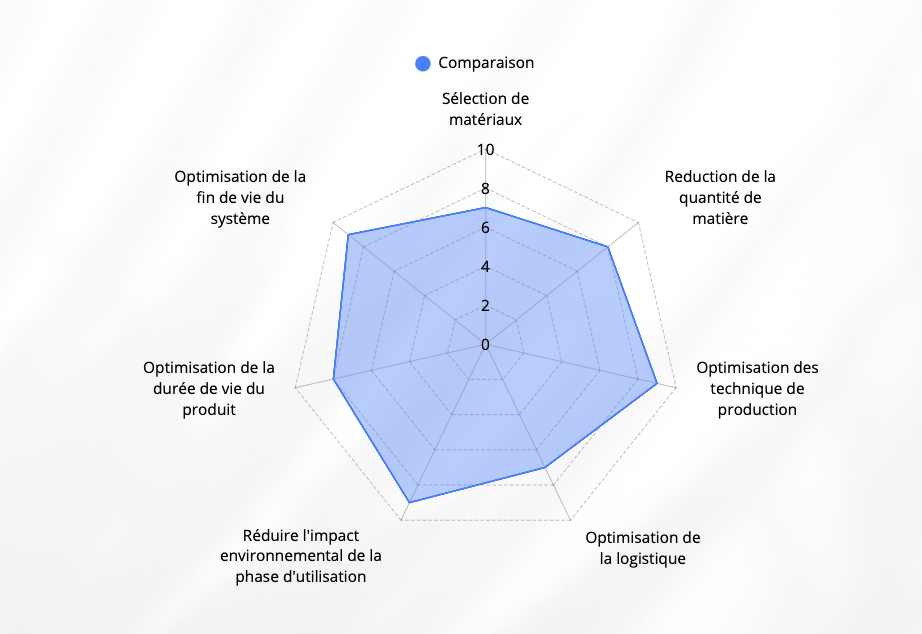 Comparaison
Sélection de
matériaux
10
8
6
4
2
0
Reduction de la
quantité de
matière
Optimisation des
technique de
production
Optimisation de
la logistique
Réduire l'impact
environnemental de la
phase d'utilisation
Optimisation de la
durée de vie du
produit
Optimisation de la
fin de vie du
système